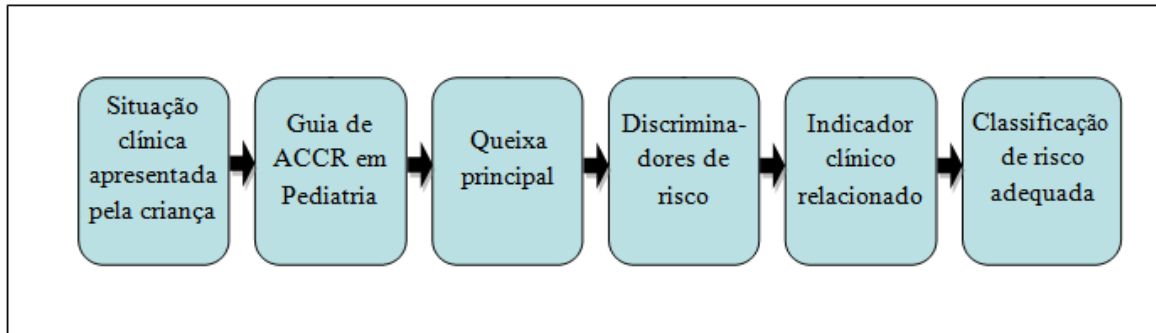 Situação
clínica
apresentada
pela criança
Guia de
ACCR em
Pediatria
Queixa
principal
Discrimina-
dores de
risco
Indicador
clínico
relacionado
Classificação
de risco
adequada